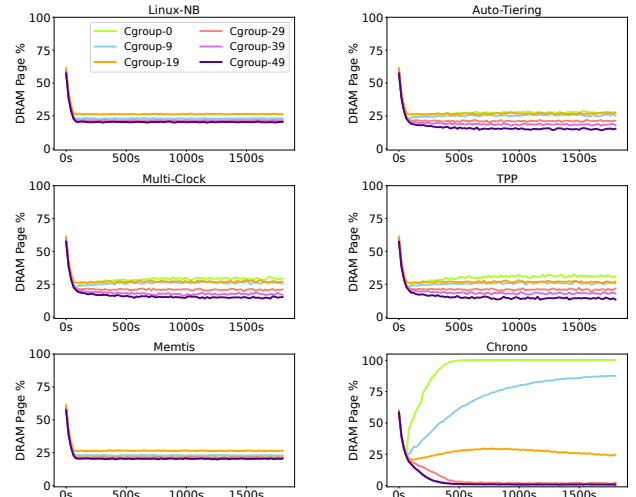 Linux-NB
DRAM Page %
100
75
50
25
0
0s 500s 1000s 1500s
Cgroup-0 Cgroup-29
Cgroup-9 Cgroup-39
Cgroup-19 Cgroup-49
Auto-Tiering
DRAM Page %
100
75
50
25
0
0s 500s 1000s 1500s
Multi-Clock
DRAM Page %
100
75
50
25
0
0s 500s 1000s 1500s
TPP
DRAM Page %
100
75
50
25
0
0s 500s 1000s 1500s
Memtis
DRAM Page %
100
75
50
25
0
0s 500s 1000s 1500s
Chrono
DRAM Page %
100
75
50
25
0
0s 500s 1000s 1500s